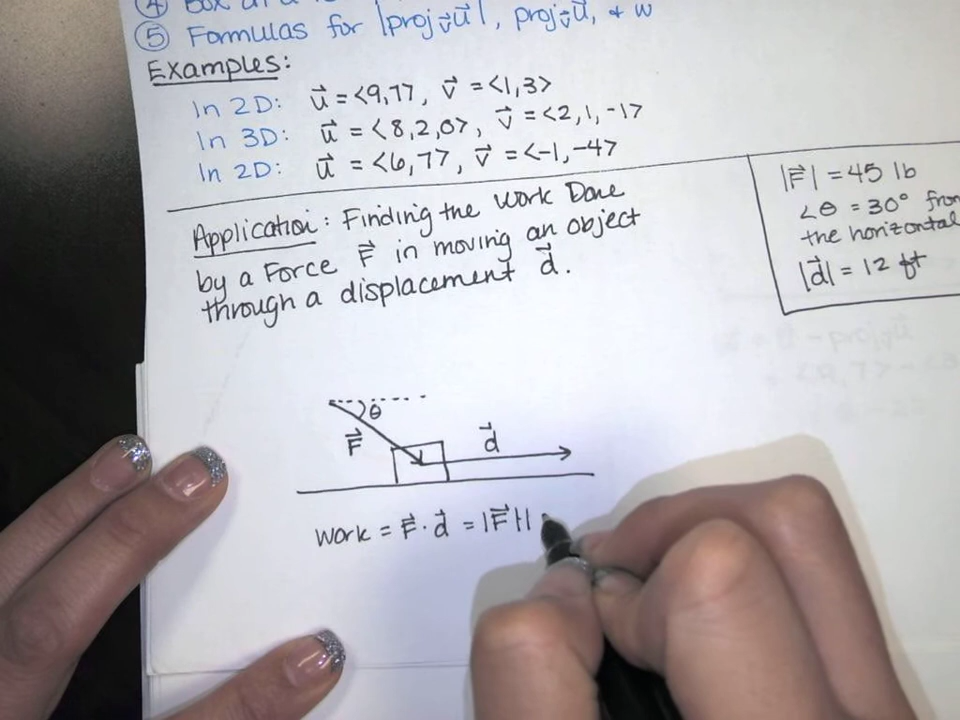 ④ Box
⑤ Formulas for |proj_v⃗ u⃗|, proj_v⃗ u⃗, + w
Examples:
In 2D: u⃗ = <9,7>, v⃗ = <1,3>
In 3D: u⃗ = <8,2,0>, v⃗ = <2,1,-1>
In 2D: u⃗ = <6,7>, v⃗ = <-1,-4>
Application: Finding the Work Done
by a Force F⃗ in moving an object
through a displacement d⃗.
|F⃗| = 45 lb
∠θ = 30° from
the horizontal
|d⃗| = 12 ft
θ
F⃗
d⃗
work = F⃗ · d⃗ = |F⃗||